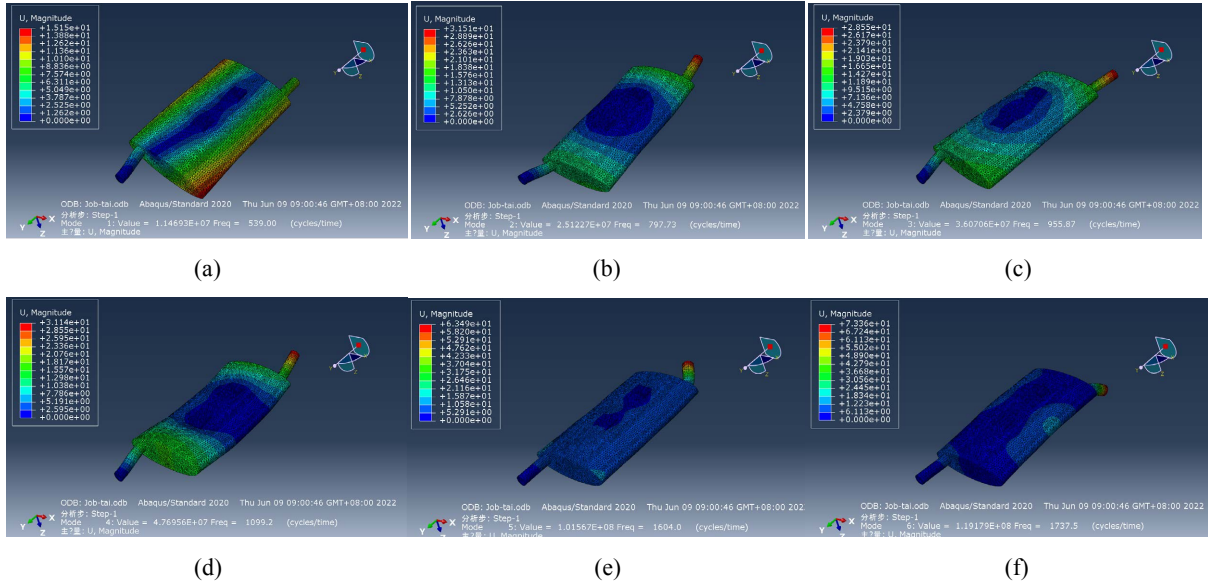 U, Magnitude
+1.515e+01
+1.388e+01
+1.262e+01
+1.136e+01
+1.010e+01
+8.836e+00
+7.574e+00
+6.311e+00
+5.049e+00
+3.787e+00
+2.525e+00
+1.262e+00
+0.000e+00
ODB: Job-tai.odb Abaqus/Standard 2020 Thu Jun 09 09:00:46 GMT+08:00 2022
分析步: Step-1
Mode 1: Value = 1.14693E+07 Freq = 539.00 (cycles/time)
主?量: U, Magnitude
Y X Z
(a)
U, Magnitude
+3.151e+01
+2.889e+01
+2.626e+01
+2.363e+01
+2.101e+01
+1.838e+01
+1.576e+01
+1.313e+01
+1.050e+01
+7.878e+00
+5.252e+00
+2.626e+00
+0.000e+00
ODB: Job-tai.odb Abaqus/Standard 2020 Thu Jun 09 09:00:46 GMT+08:00 2022
分析步: Step-1
Mode 2: Value = 2.51227E+07 Freq = 797.73 (cycles/time)
主?量: U, Magnitude
Y X Z
(b)
U, Magnitude
+2.855e+01
+2.617e+01
+2.379e+01
+2.141e+01
+1.903e+01
+1.665e+01
+1.427e+01
+1.189e+01
+9.515e+00
+7.136e+00
+4.758e+00
+2.379e+00
+0.000e+00
ODB: Job-tai.odb Abaqus/Standard 2020 Thu Jun 09 09:00:46 GMT+08:00 2022
分析步: Step-1
Mode 3: Value = 3.60706E+07 Freq = 955.87 (cycles/time)
主?量: U, Magnitude
Y X Z
(c)
U, Magnitude
+3.114e+01
+2.855e+01
+2.595e+01
+2.336e+01
+2.076e+01
+1.817e+01
+1.557e+01
+1.298e+01
+1.038e+01
+7.786e+00
+5.191e+00
+2.595e+00
+0.000e+00
ODB: Job-tai.odb Abaqus/Standard 2020 Thu Jun 09 09:00:46 GMT+08:00 2022
分析步: Step-1
Mode 4: Value = 4.76956E+07 Freq = 1099.2 (cycles/time)
主?量: U, Magnitude
Y X Z
(d)
U, Magnitude
+6.349e+01
+5.820e+01
+5.291e+01
+4.762e+01
+4.233e+01
+3.704e+01
+3.175e+01
+2.646e+01
+2.116e+01
+1.587e+01
+1.058e+01
+5.291e+00
+0.000e+00
ODB: Job-tai.odb Abaqus/Standard 2020 Thu Jun 09 09:00:46 GMT+08:00 202
分析步: Step-1
Mode 5: Value = 1.01567E+08 Freq = 1604.0 (cycles/time)
主?量: U, Magnitude
Y X Z
(e)
U, Magnitude
+7.336e+01
+6.724e+01
+6.113e+01
+5.502e+01
+4.890e+01
+4.279e+01
+3.668e+01
+3.056e+01
+2.445e+01
+1.834e+01
+1.223e+01
+6.113e+00
+0.000e+00
ODB: Job-tai.odb Abaqus/Standard 2020 Thu Jun 09 09:00:46 GMT+08:00 2022
分析步: Step-1
Mode 6: Value = 1.19179E+08 Freq = 1737.5 (cycles/time)
主?量: U, Magnitude
Y X Z
(f)